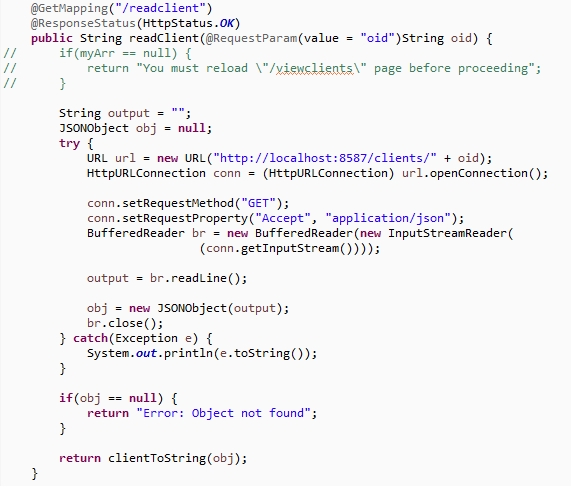 @GetMapping("/readclient")
    @ResponseStatus(HttpStatus.OK)
    public String readClient(@RequestParam(value = "oid")String oid) {
//      if(myArr == null) {
//          return "You must reload \"/viewclients\" page before proceeding";
//      }

        String output = "";
        JSONObject obj = null;
        try {
            URL url = new URL("http://localhost:8587/clients/" + oid);
            HttpURLConnection conn = (HttpURLConnection) url.openConnection();

            conn.setRequestMethod("GET");
            conn.setRequestProperty("Accept", "application/json");
            BufferedReader br = new BufferedReader(new InputStreamReader(
                            (conn.getInputStream())));

            output = br.readLine();

            obj = new JSONObject(output);
            br.close();
        } catch(Exception e) {
            System.out.println(e.toString());
        }

        if(obj == null) {
            return "Error: Object not found";
        }

        return clientToString(obj);
    }